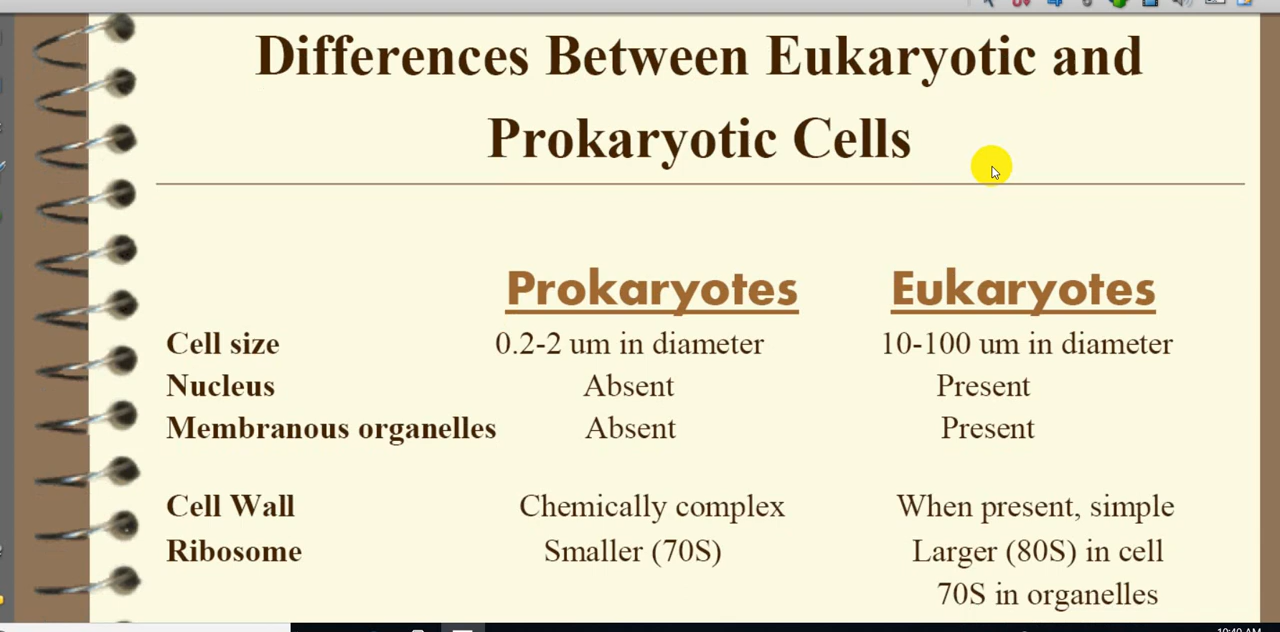 Differences Between Eukaryotic and
Prokaryotic Cells
Prokaryotes Eukaryotes
Cell size 0.2-2 um in diameter 10-100 um in diameter
Nucleus Absent Present
Membranous organelles Absent Present
Cell Wall Chemically complex When present, simple
Ribosome Smaller (70S) Larger (80S) in cell
70S in organelles